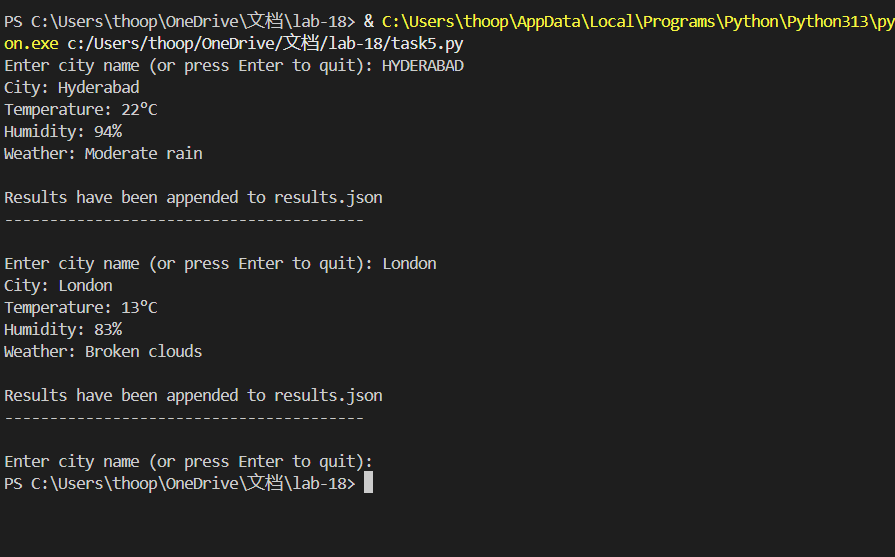 PS C:\Users\thoop\OneDrive\文档\lab-18> & C:\Users\thoop\AppData\Local\Programs\Python\Python313\py
on.exe c:/Users/thoop/OneDrive/文档/lab-18/task5.py
Enter city name (or press Enter to quit): HYDERABAD
City: Hyderabad
Temperature: 22°C
Humidity: 94%
Weather: Moderate rain
Results have been appended to results.json
----------------------------------------
Enter city name (or press Enter to quit): London
City: London
Temperature: 13°C
Humidity: 83%
Weather: Broken clouds
Results have been appended to results.json
----------------------------------------
Enter city name (or press Enter to quit):
PS C:\Users\thoop\OneDrive\文档\lab-18>